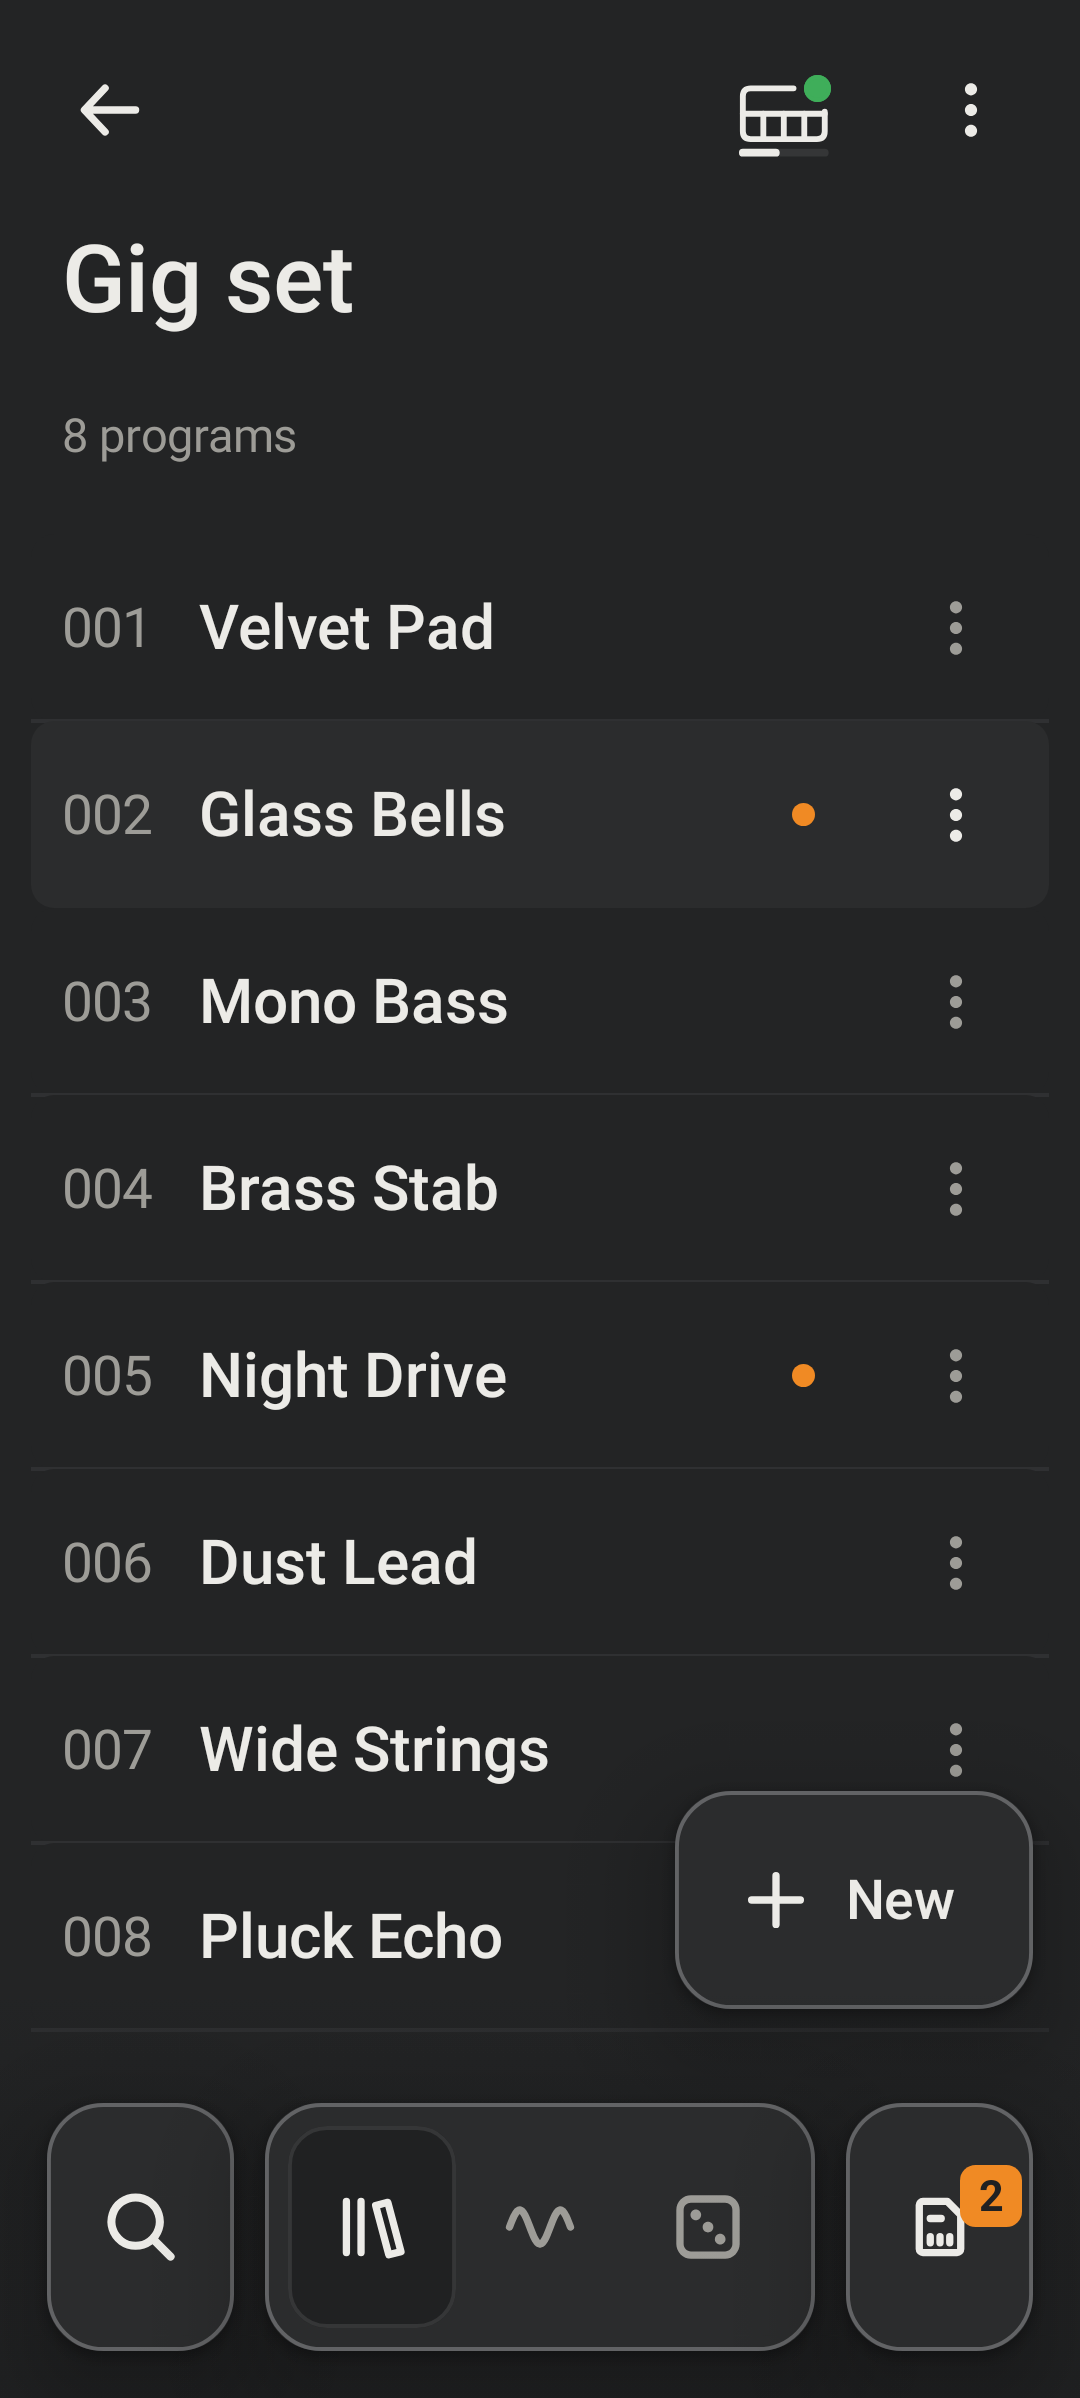 Gig set
8 programs
001 Velvet Pad
002 Glass Bells
003 Mono Bass
004 Brass Stab
005 Night Drive
006 Dust Lead
007 Wide Strings
008 Pluck Echo
New
2